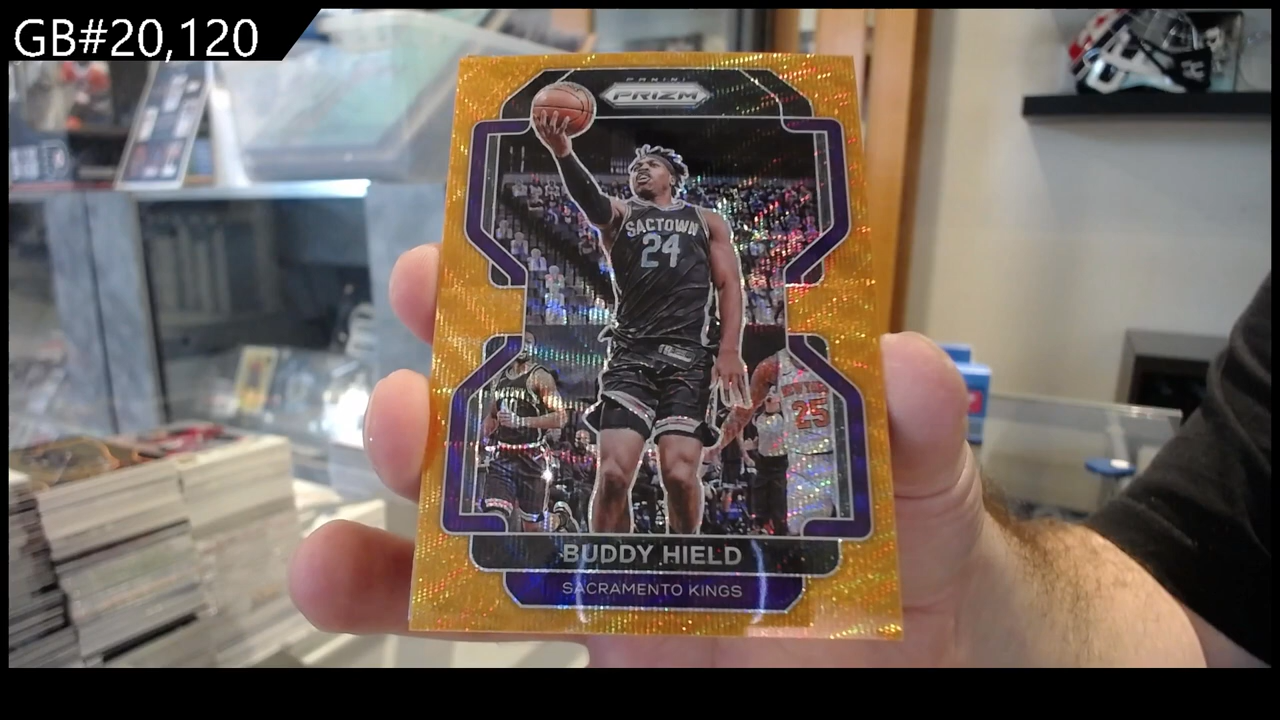 GB#20,120
PANINI
PRIZM
SACTOWN
24
25
BUDDY HIELD
SACRAMENTO KINGS